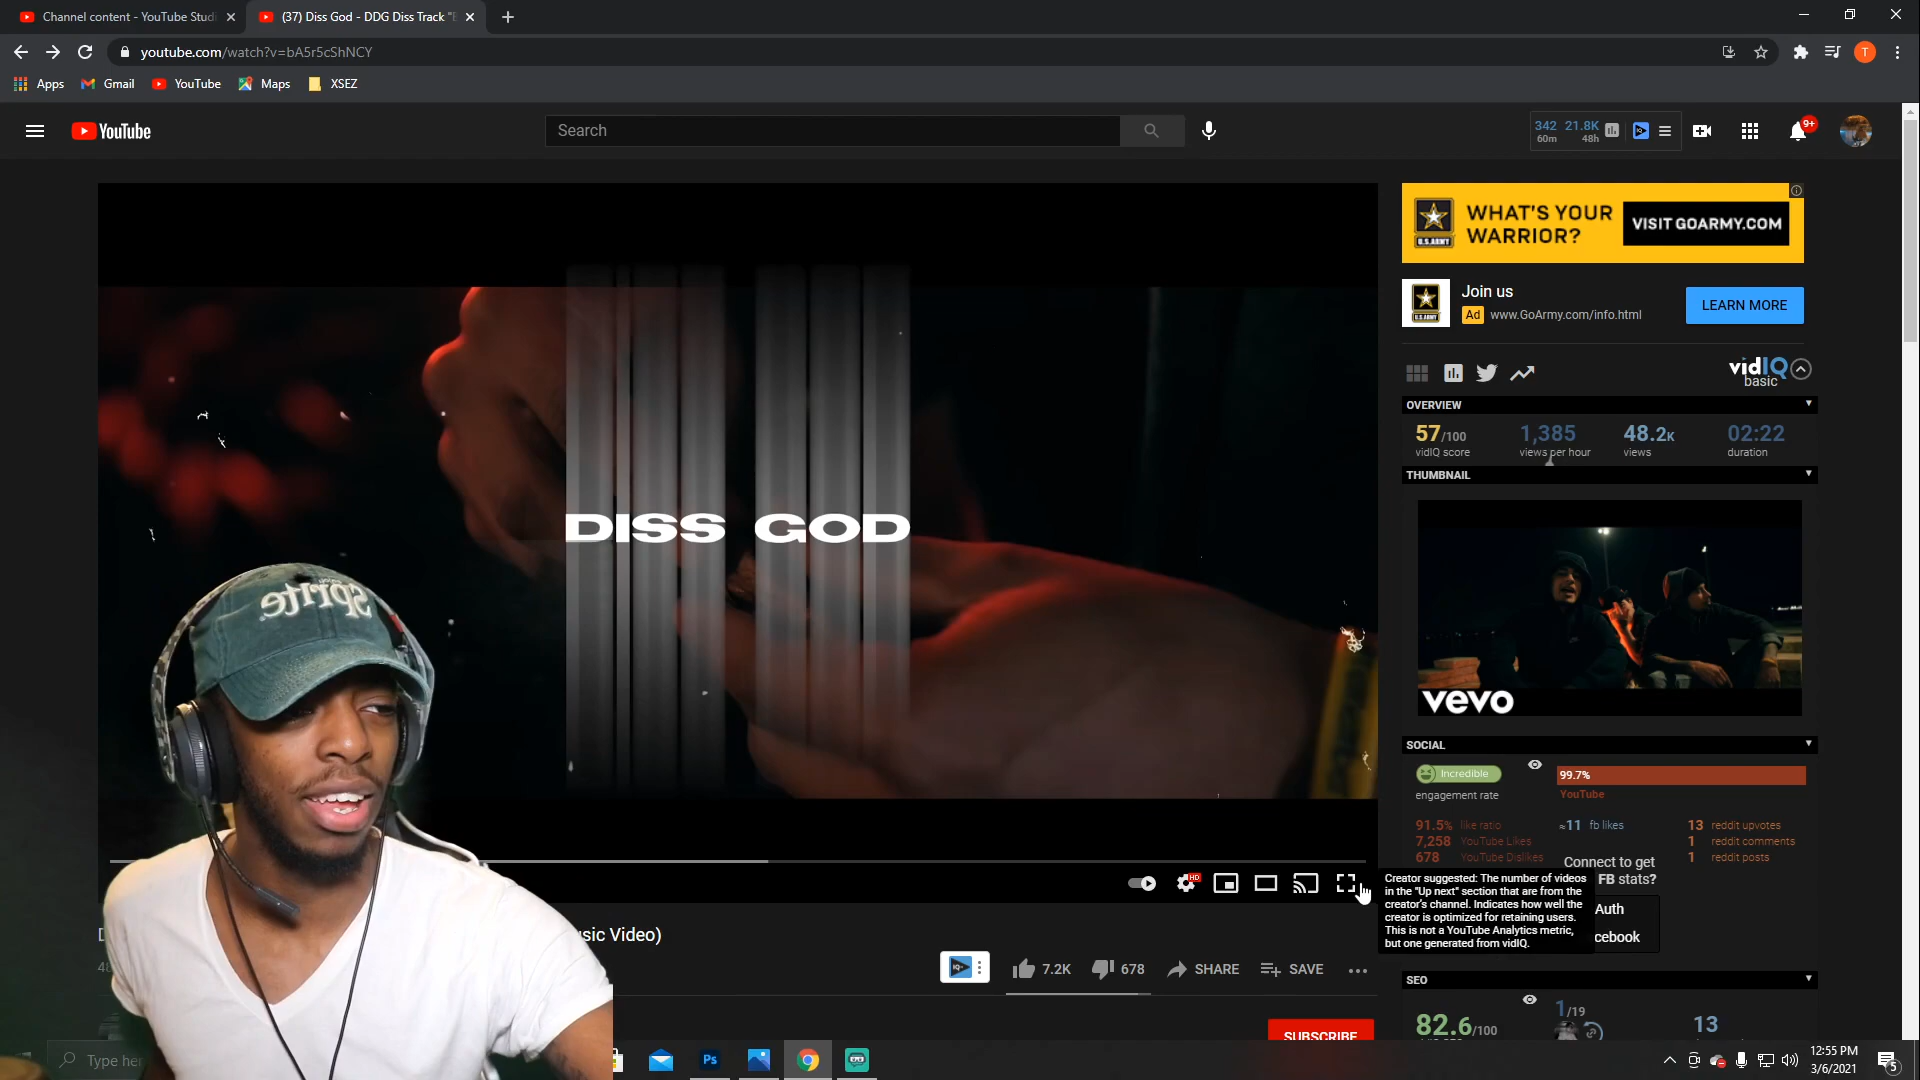 Channel content - YouTube Studi
(37) Diss God - DDG Diss Track "
youtube.com/watch?v=bA5r5cShNCY
Apps Gmail YouTube Maps XSEZ
YouTube
Search
342 60m
21.8K 48h
9+
T
WHAT'S YOUR
WARRIOR?
VISIT GOARMY.COM
U.S.ARMY
Join us
Ad www.GoArmy.com/info.html
LEARN MORE
vidIQ
basic
OVERVIEW
57/100 1,385 48.2K 02:22
vidIQ score views per hour views duration
THUMBNAIL
vevo
DISS GOD
sprite
SOCIAL
Incredible
engagement rate
99.7%
YouTube
91.5% like ratio
7,258 YouTube Likes
678 YouTube Dislikes
≈11 fb likes
13 reddit upvotes
1 reddit comments
1 reddit posts
Connect to get
FB stats?
Auth
cebook
HD
Creator suggested: The number of videos
in the "Up next" section that are from the
creator's channel. Indicates how well the
creator is optimized for retaining users.
This is not a YouTube Analytics metric,
but one generated from vidIQ.
sic Video)
7.2K 678 SHARE SAVE
SUBSCRIBE
SEO
82.6/100
1/19
13
Type her
Ps
12:55 PM
3/6/2021
5